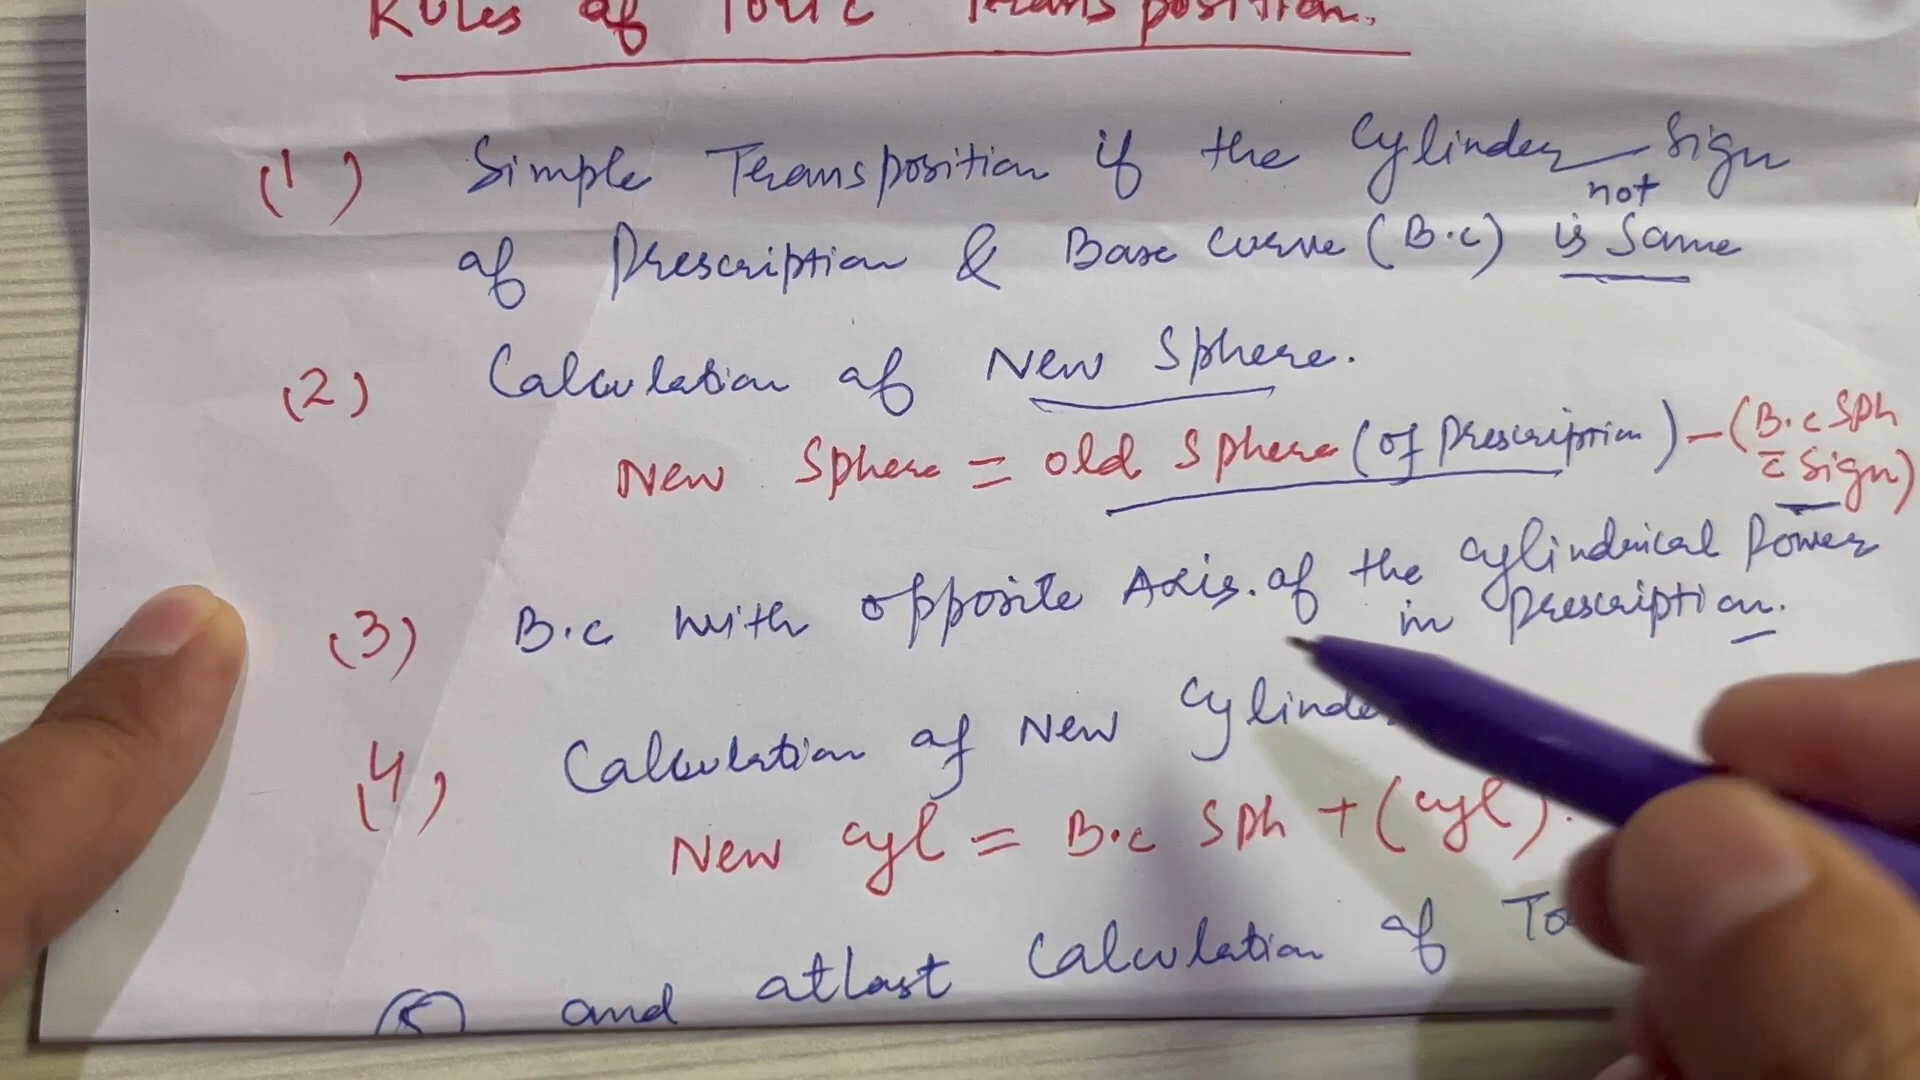 Rules of Toric Transposition.
(1) Simple Transposition if the Cylinder Sign
not
of Prescription & Base curve (B.c) is Same
(2) Calculation of New Sphere.
New Sphere = old Sphere (of Prescription) - (B.c Sph
c̄ Sign)
(3) B.c with opposite Axis. of the cylindrical Power
in Prescription.
(4) Calculation of New Cylinder
New cyl = B.c Sph + (cyl).
(5) and atlast Calculation of To